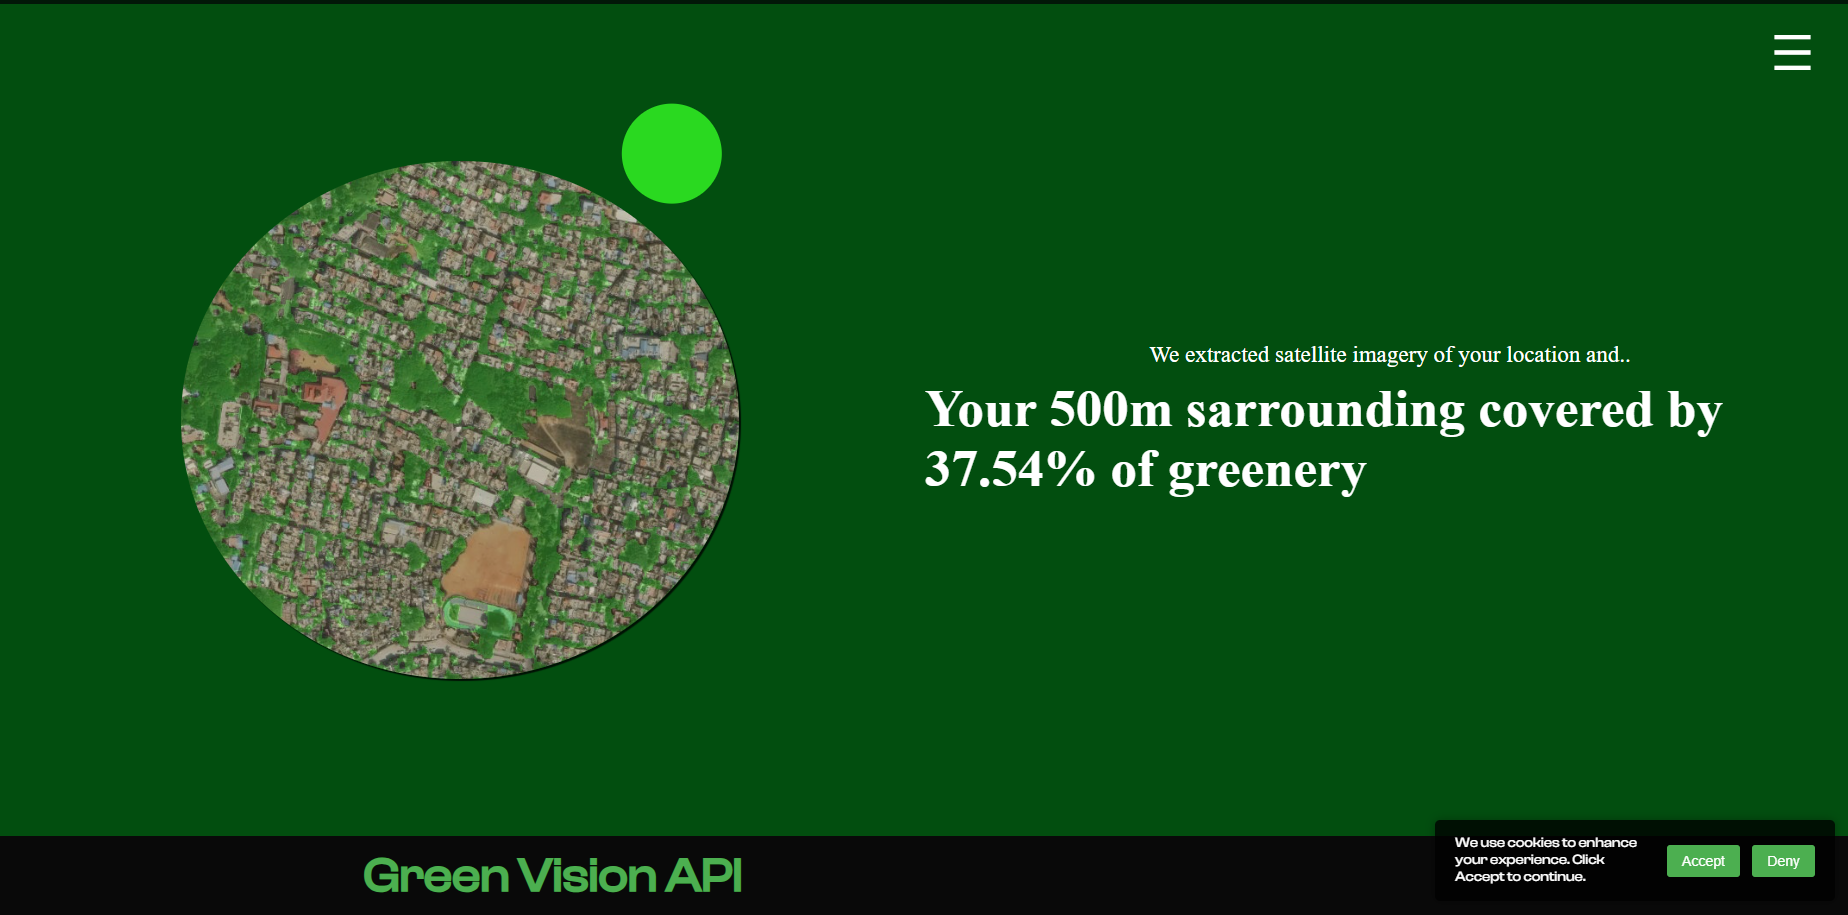 We extracted satellite imagery of your location and..
Your 500m sarrounding covered by
37.54% of greenery
Green Vision API
We use cookies to enhance
your experience. Click
Accept to continue.
Accept
Deny